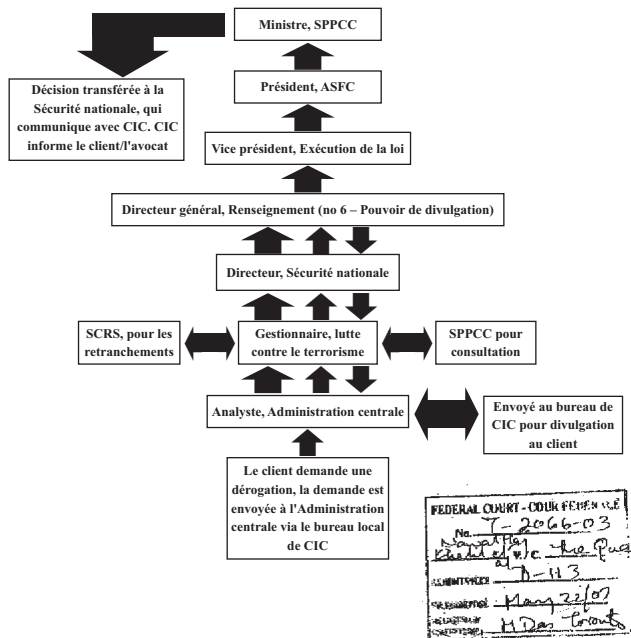 Ministre, SPPCC
Président, ASFC
Décision transférée à la
Sécurité nationale, qui
communique avec CIC. CIC
informe le client/l'avocat
Vice président, Exécution de la loi
Directeur général, Renseignement (no 6 – Pouvoir de divulgation)
Directeur, Sécurité nationale
SCRS, pour les
retranchements
Gestionnaire, lutte
contre le terrorisme
SPPCC pour
consultation
Analyste, Administration centrale
Envoyé au bureau de
CIC pour divulgation
au client
Le client demande une
dérogation, la demande est
envoyée à l'Administration
centrale via le bureau local
de CIC
FEDERAL COURT - COUR FEDERALE
No. T-2066-03
D-113
May 22/07
Toronto